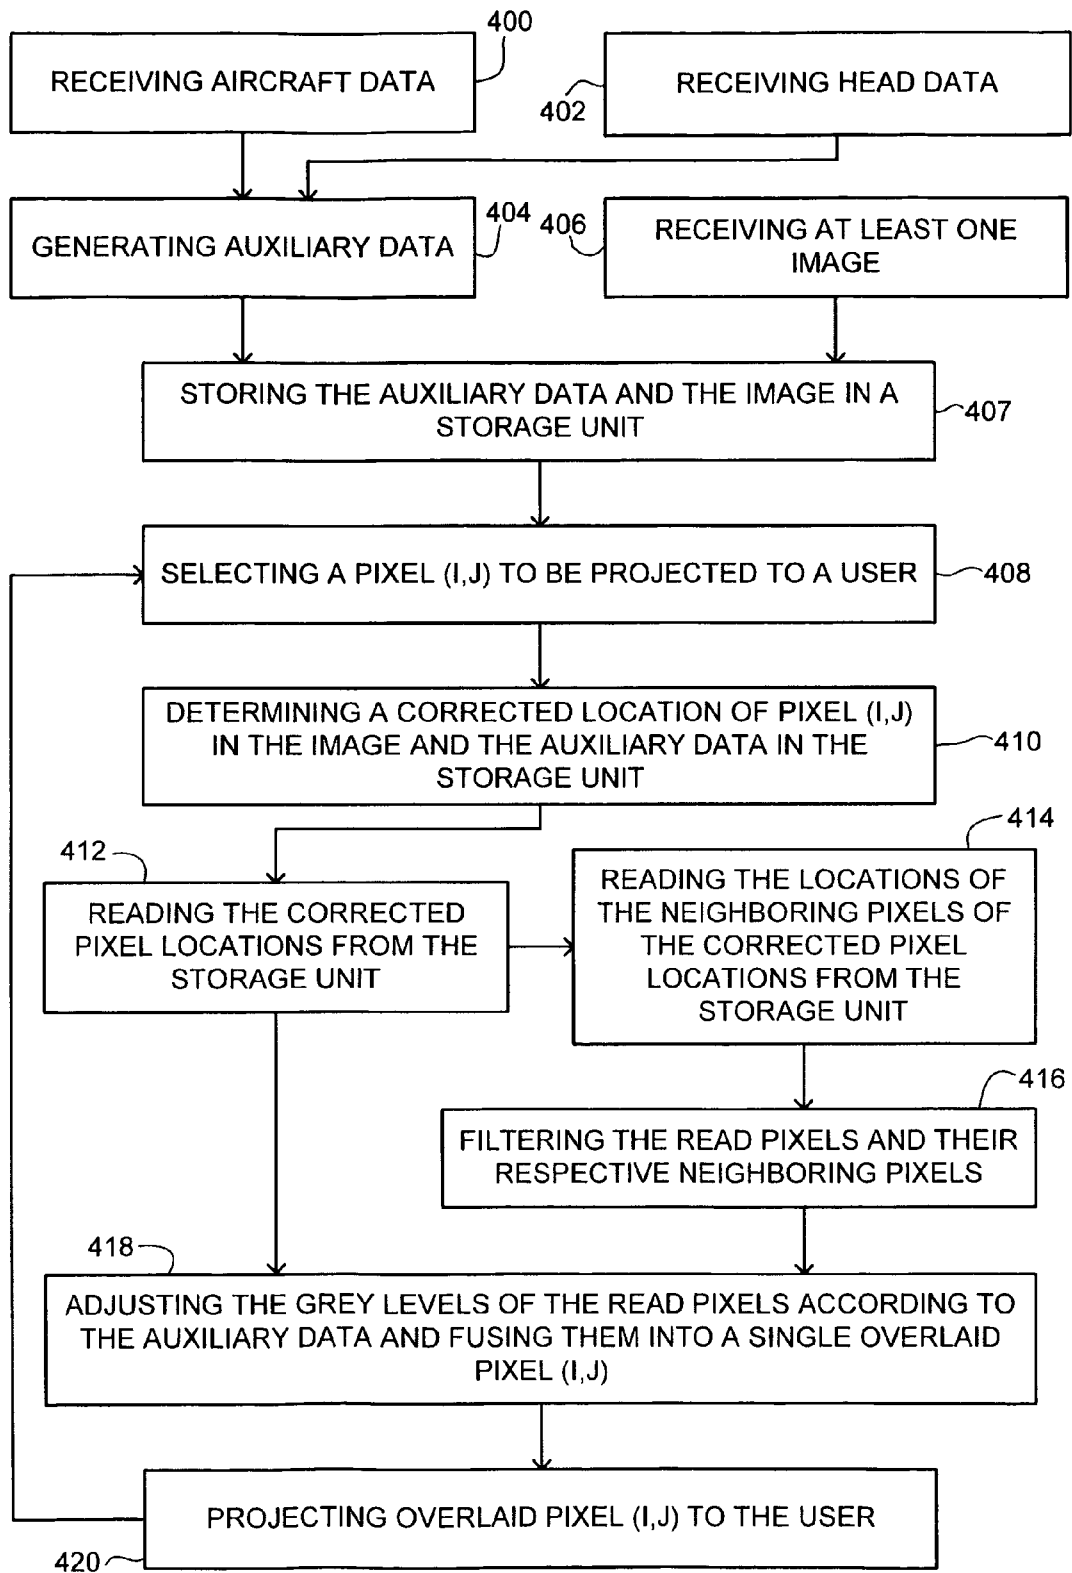 400
RECEIVING AIRCRAFT DATA
RECEIVING HEAD DATA
402
GENERATING AUXILIARY DATA
404
406
RECEIVING AT LEAST ONE
IMAGE
STORING THE AUXILIARY DATA AND THE IMAGE IN A
STORAGE UNIT
407
SELECTING A PIXEL (I,J) TO BE PROJECTED TO A USER
408
DETERMINING A CORRECTED LOCATION OF PIXEL (I,J)
IN THE IMAGE AND THE AUXILIARY DATA IN THE
STORAGE UNIT
410
412
READING THE CORRECTED
PIXEL LOCATIONS FROM THE
STORAGE UNIT
414
READING THE LOCATIONS OF
THE NEIGHBORING PIXELS OF
THE CORRECTED PIXEL
LOCATIONS FROM THE
STORAGE UNIT
416
FILTERING THE READ PIXELS AND THEIR
RESPECTIVE NEIGHBORING PIXELS
418
ADJUSTING THE GREY LEVELS OF THE READ PIXELS ACCORDING TO
THE AUXILIARY DATA AND FUSING THEM INTO A SINGLE OVERLAID
PIXEL (I,J)
PROJECTING OVERLAID PIXEL (I,J) TO THE USER
420